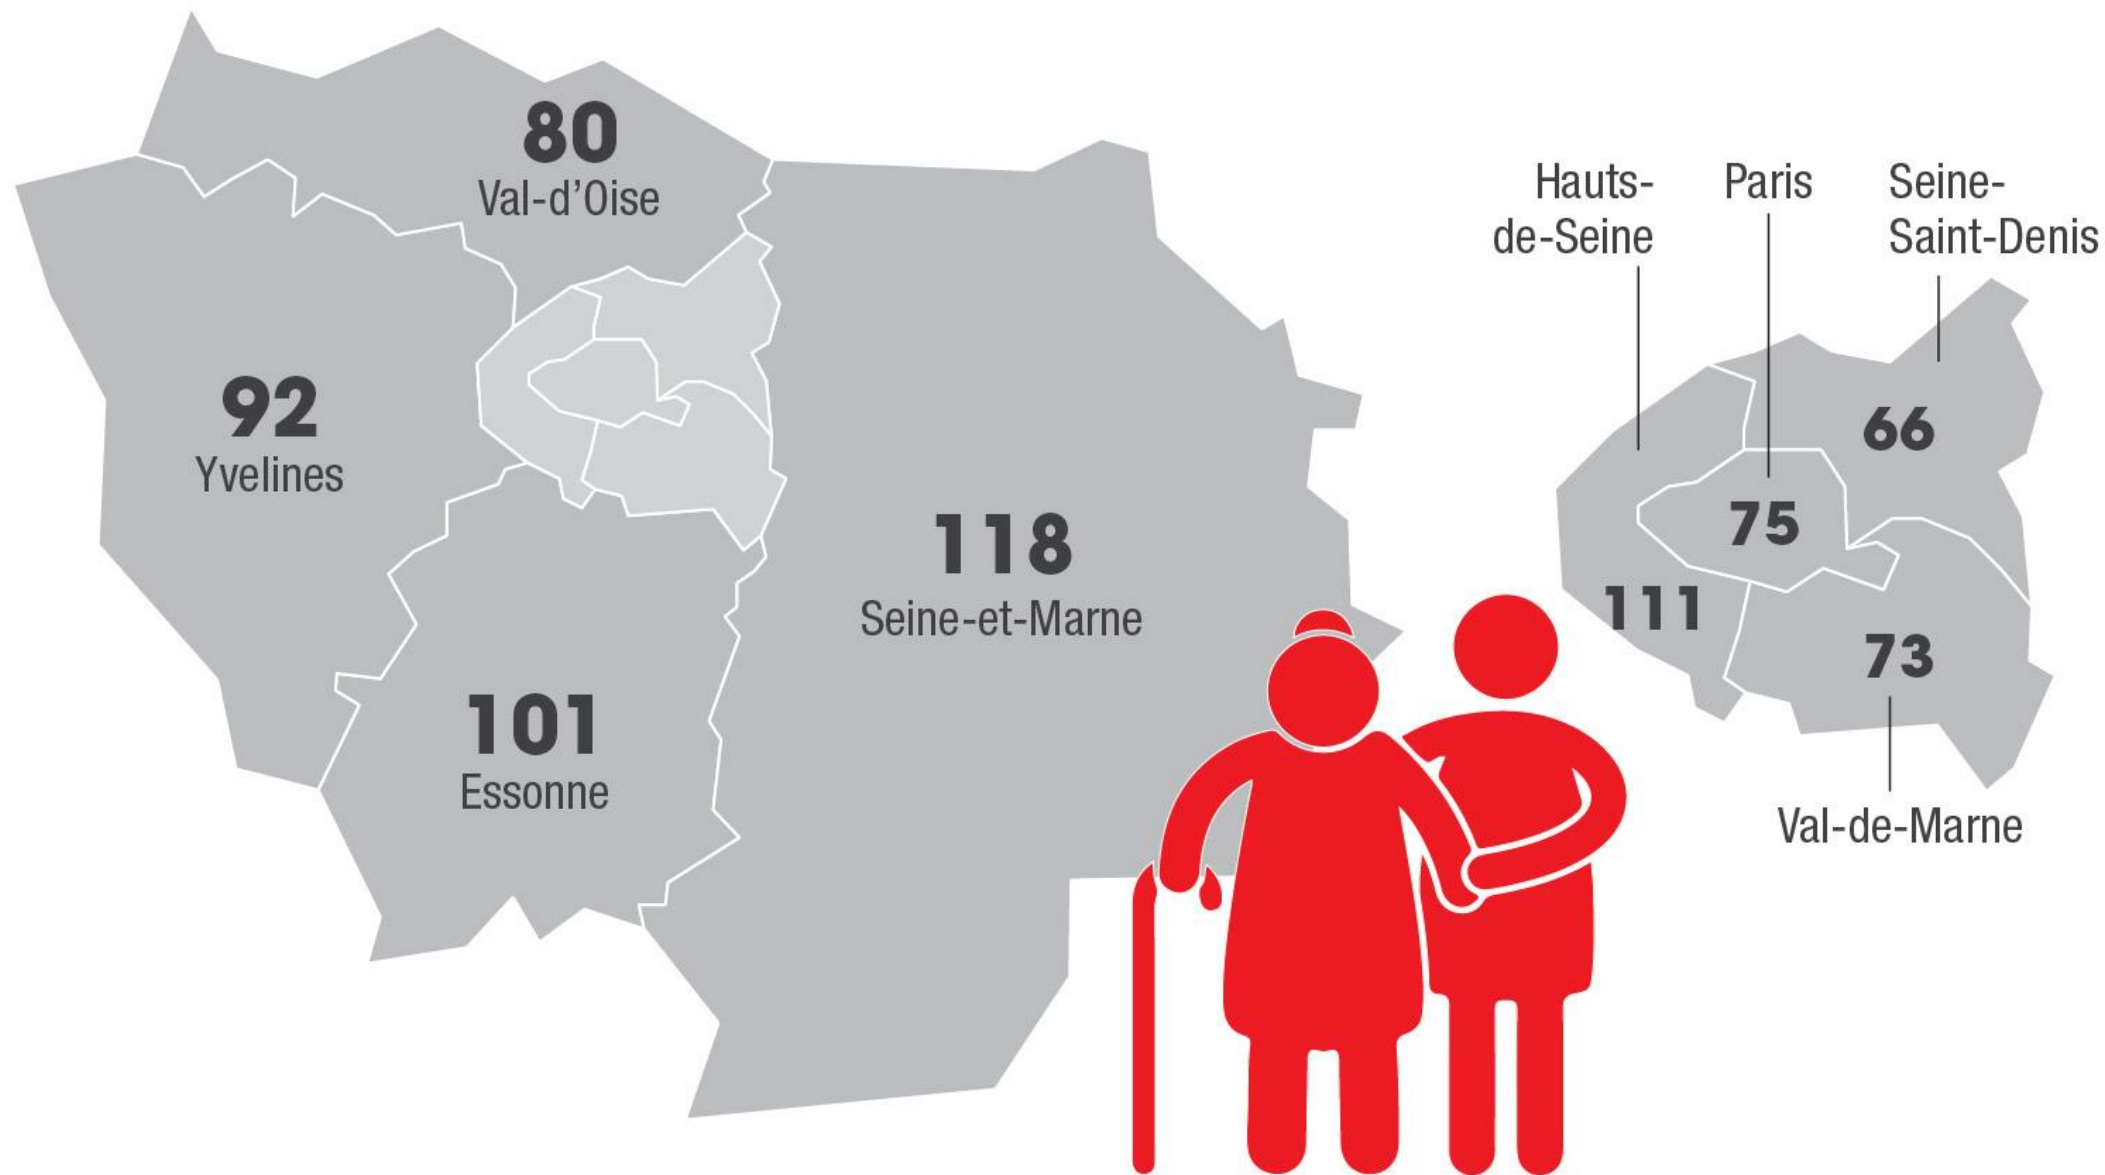 80
Val-d’Oise
92
Yvelines
118
Seine-et-Marne
101
Essonne
Hauts-
de-Seine
Paris
Seine-
Saint-Denis
66
75
111
73
Val-de-Marne